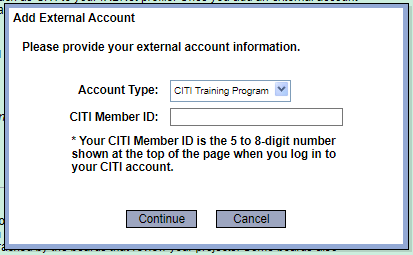 Add External Account
Please provide your external account information.
Account Type: CITI Training Program
CITI Member ID:
* Your CITI Member ID is the 5 to 8-digit number
shown at the top of the page when you log in to
your CITI account.
Continue Cancel